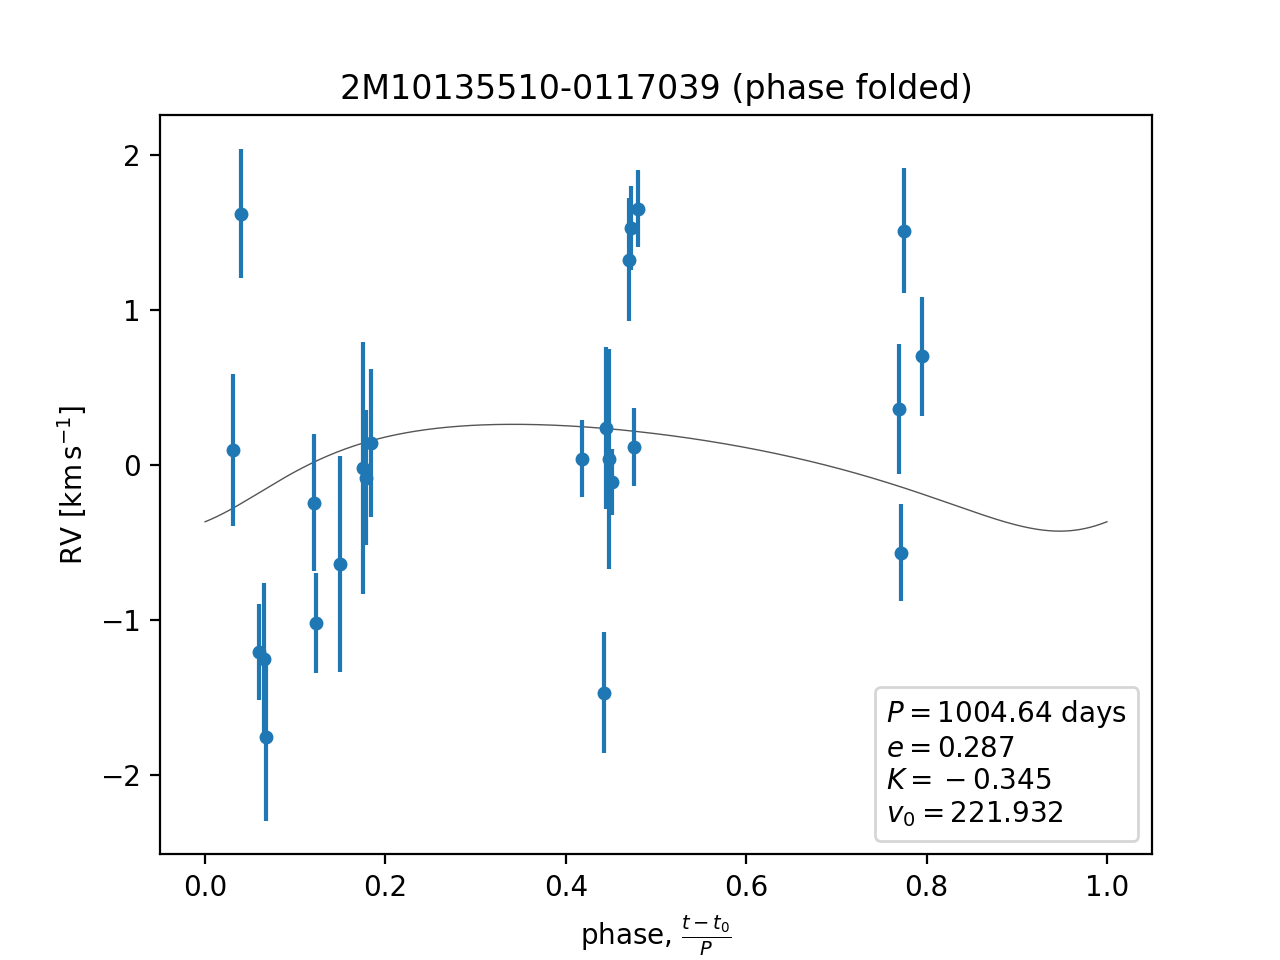 2M10135510-0117039 (phase folded)
2
1
0
−1
−2
RV [km s⁻¹]
P = 1004.64 days
e = 0.287
K = −0.345
v₀ = 221.932
0.0 0.2 0.4 0.6 0.8 1.0
phase, (t − t₀)/P